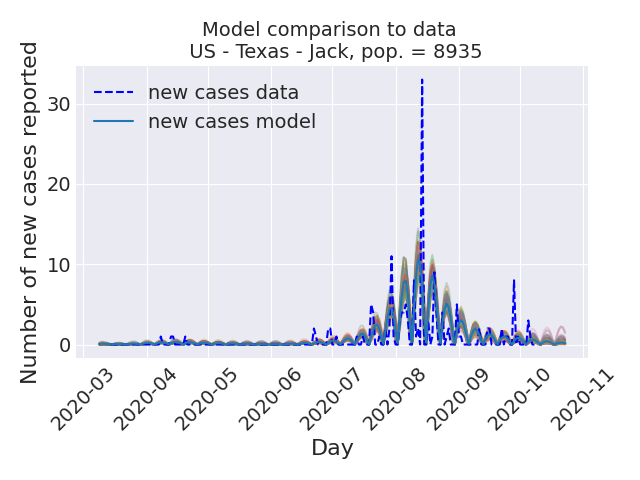 Model comparison to data
US - Texas - Jack, pop. = 8935
Number of new cases reported
30
20
10
0
new cases data
new cases model
2020-03
2020-04
2020-05
2020-06
2020-07
2020-08
2020-09
2020-10
2020-11
Day